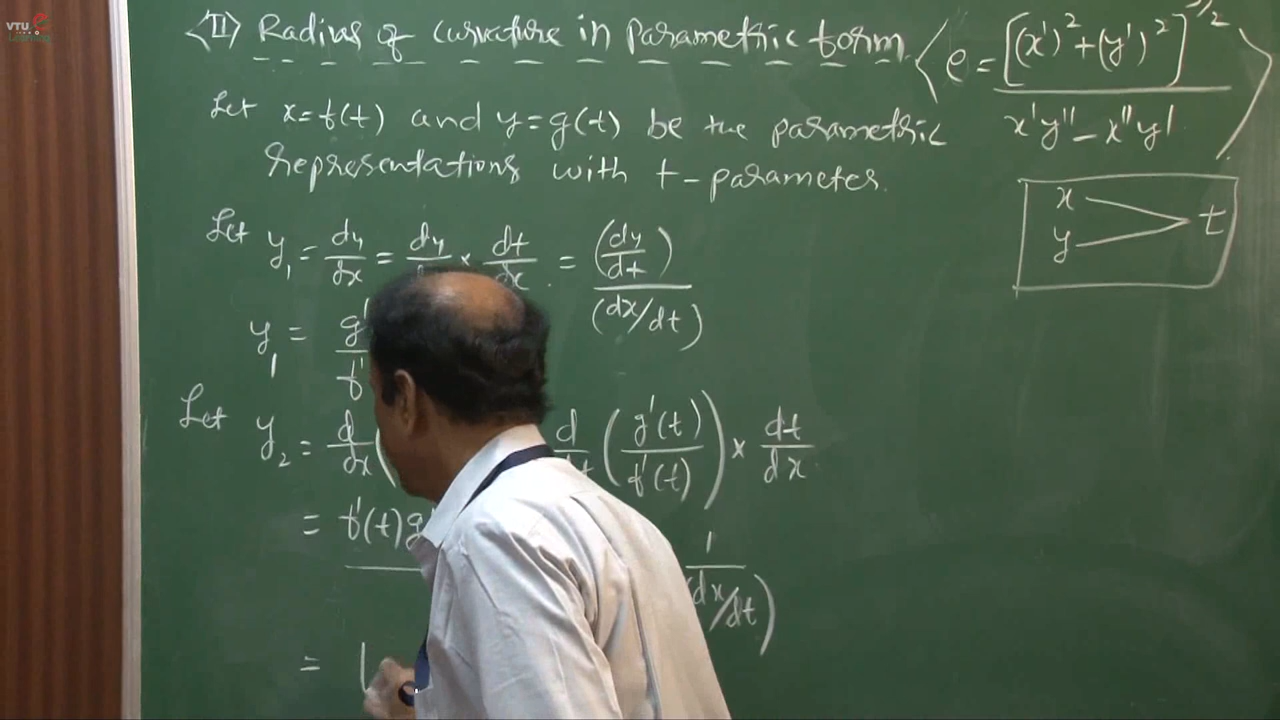 VTU e Learning
<II> Radius of curvature in parametric form
< ρ = [(x')² + (y')²]^3/2 / x'y'' - x''y' >
Let x=f(t) and y=g(t) be the parametric
representations with t-parameter.
x
y
t
Let y₁ = dy/dx = dy/ × dt/dx = (dy/dt) / (dx/dt)
y₁ = g' / f'
Let y₂ = d/dx ( d/dt (g'(t)/f'(t)) × dt/dx
= f'(t)g 1/(dx/dt)
=